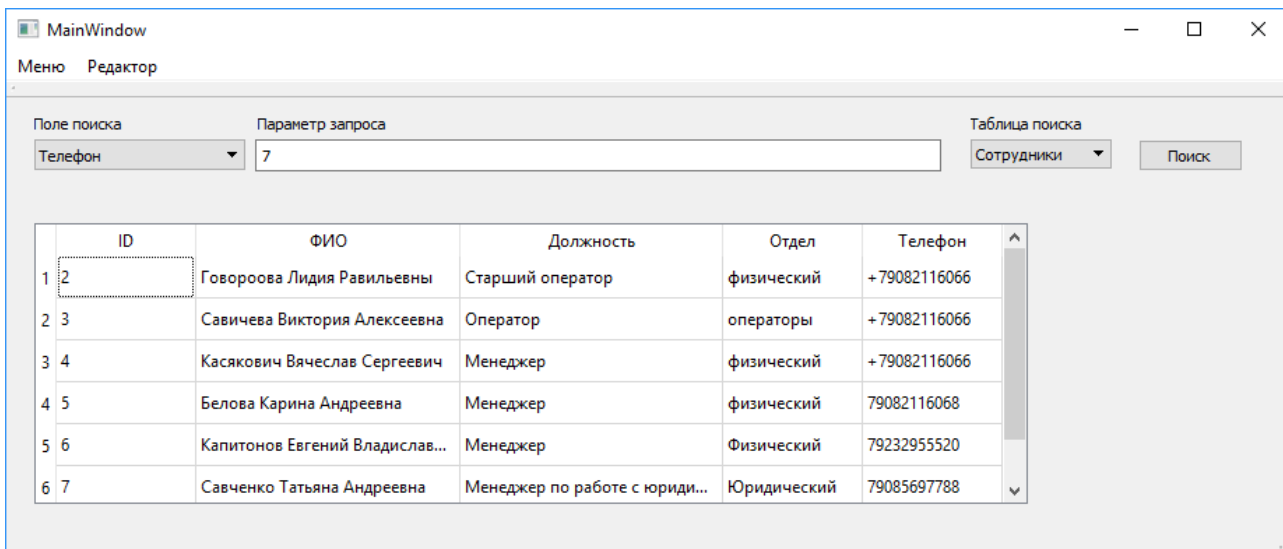 MainWindow
Меню Редактор
Поле поиска Параметр запроса Таблица поиска
Телефон 7 Сотрудники Поиск
ID ФИО Должность Отдел Телефон
1 2 Говороова Лидия Равильевны Старший оператор физический +79082116066
2 3 Савичева Виктория Алексеевна Оператор операторы +79082116066
3 4 Касякович Вячеслав Сергеевич Менеджер физический +79082116066
4 5 Белова Карина Андреевна Менеджер физический 79082116068
5 6 Капитонов Евгений Владислав... Менеджер Физический 79232955520
6 7 Савченко Татьяна Андреевна Менеджер по работе с юриди... Юридический 79085697788